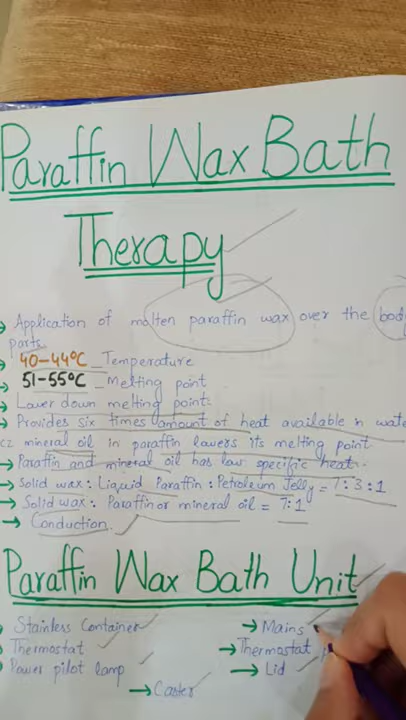 Paraffin Wax Bath
Therapy
→ Application of molten paraffin wax over the body
parts.
→ 40-44°C Temperature
→ 51-55°C Melting point
→ Lower down melting point.
→ Provides six times amount of heat available in wate
cz mineral oil in paraffin lowers its melting point
→ Paraffin and mineral oil has low specific heat.
→ Solid wax : Liquid Paraffin : Petroleum Jelly = 7 : 3 : 1
→ Solid wax : Paraffin or mineral oil = 7:1
→ Conduction.
Paraffin Wax Bath Unit
→ Stainless Container → Mains
→ Thermostat → Thermostat
→ Power pilot lamp → Lid
→ Caster